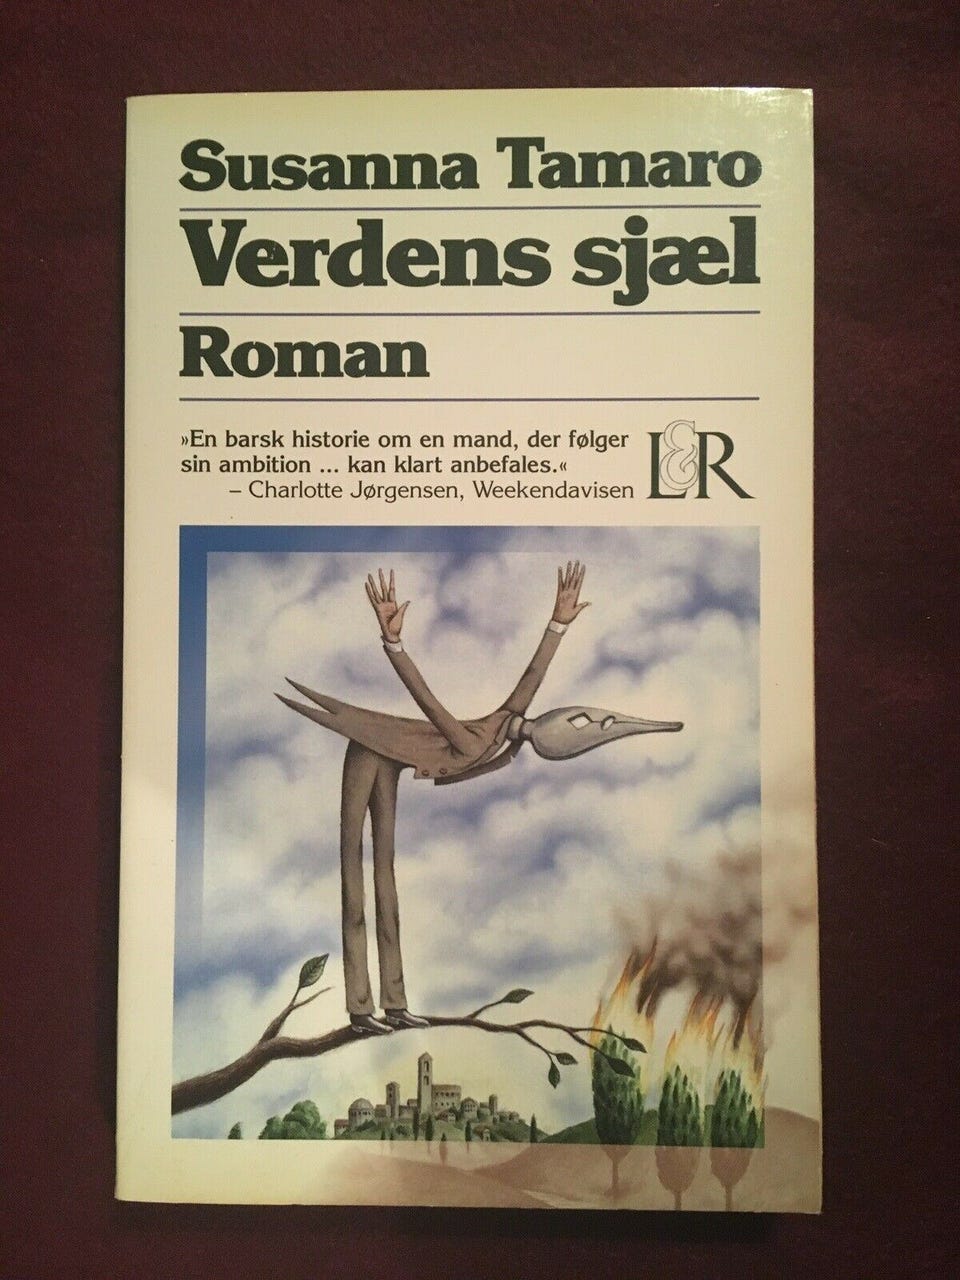 Susanna Tamaro
Verdens sjæl
Roman
»En barsk historie om en mand, der følger
sin ambition ... kan klart anbefales.«
– Charlotte Jørgensen, Weekendavisen
L&R